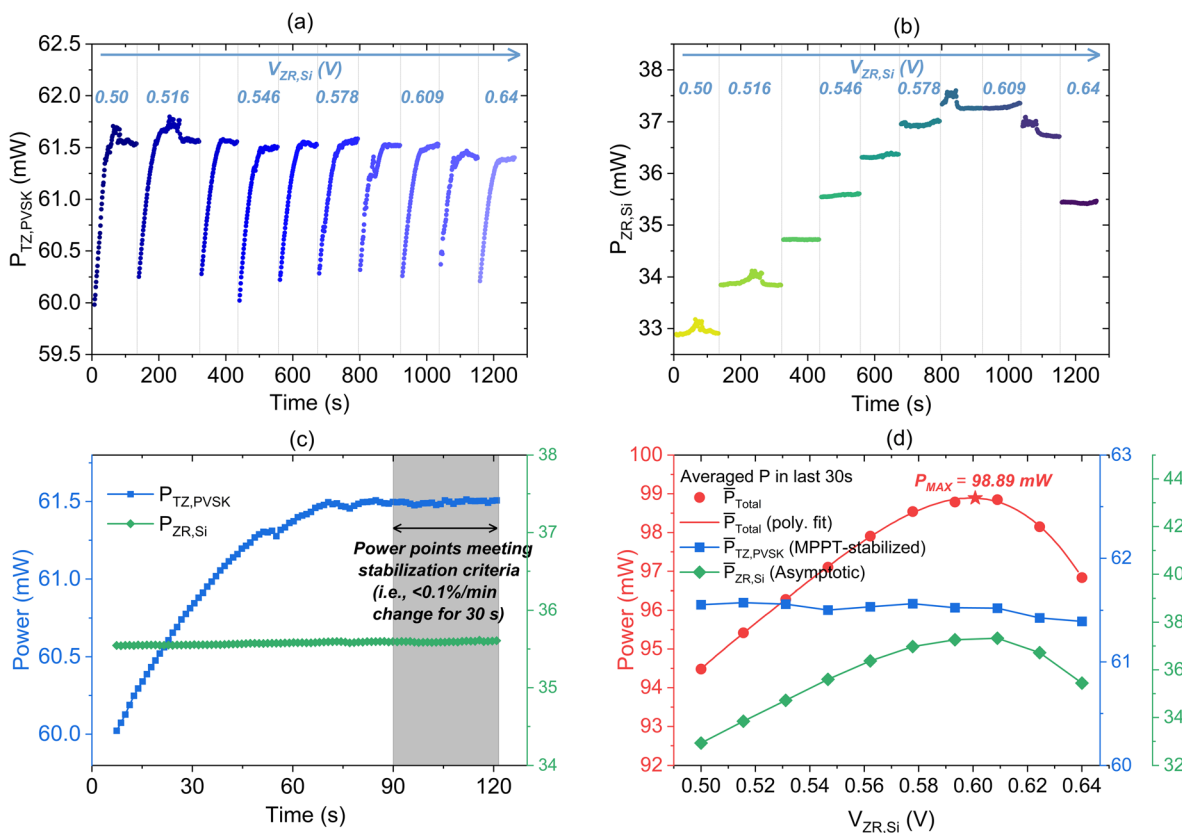 (a)
62.5
62.0
61.5
61.0
60.5
60.0
59.5
P_TZ,PVSK (mW)
V_ZR,Si (V)
0.50 0.516 0.546 0.578 0.609 0.64
0 200 400 600 800 1000 1200
Time (s)
(b)
38
37
36
35
34
33
P_ZR,Si (mW)
V_ZR,Si (V)
0.50 0.516 0.546 0.578 0.609 0.64
0 200 400 600 800 1000 1200
Time (s)
(c)
61.5
61.0
60.5
60.0
Power (mW)
P_TZ,PVSK
P_ZR,Si
Power points meeting
stabilization criteria
(i.e., <0.1%/min
change for 30 s)
38
37
36
35
34
0 30 60 90 120
Time (s)
(d)
100
99
98
97
96
95
94
93
92
Power (mW)
Averaged P in last 30s
P̅_Total
P̅_Total (poly. fit)
P̅_TZ,PVSK (MPPT-stabilized)
P̅_ZR,Si (Asymptotic)
P_MAX = 98.89 mW
63
62
61
60
44
42
40
38
36
34
32
0.50 0.52 0.54 0.56 0.58 0.60 0.62 0.64
V_ZR,Si (V)